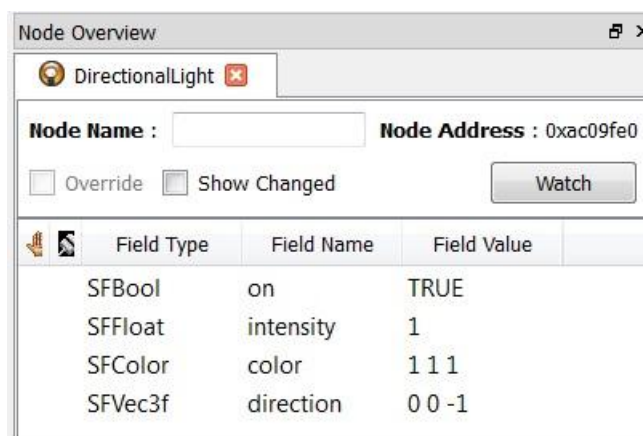 Node Overview
DirectionalLight
Node Name : Node Address : 0xac09fe0
Override Show Changed Watch
Field Type Field Name Field Value
SFBool on TRUE
SFFloat intensity 1
SFColor color 1 1 1
SFVec3f direction 0 0 -1